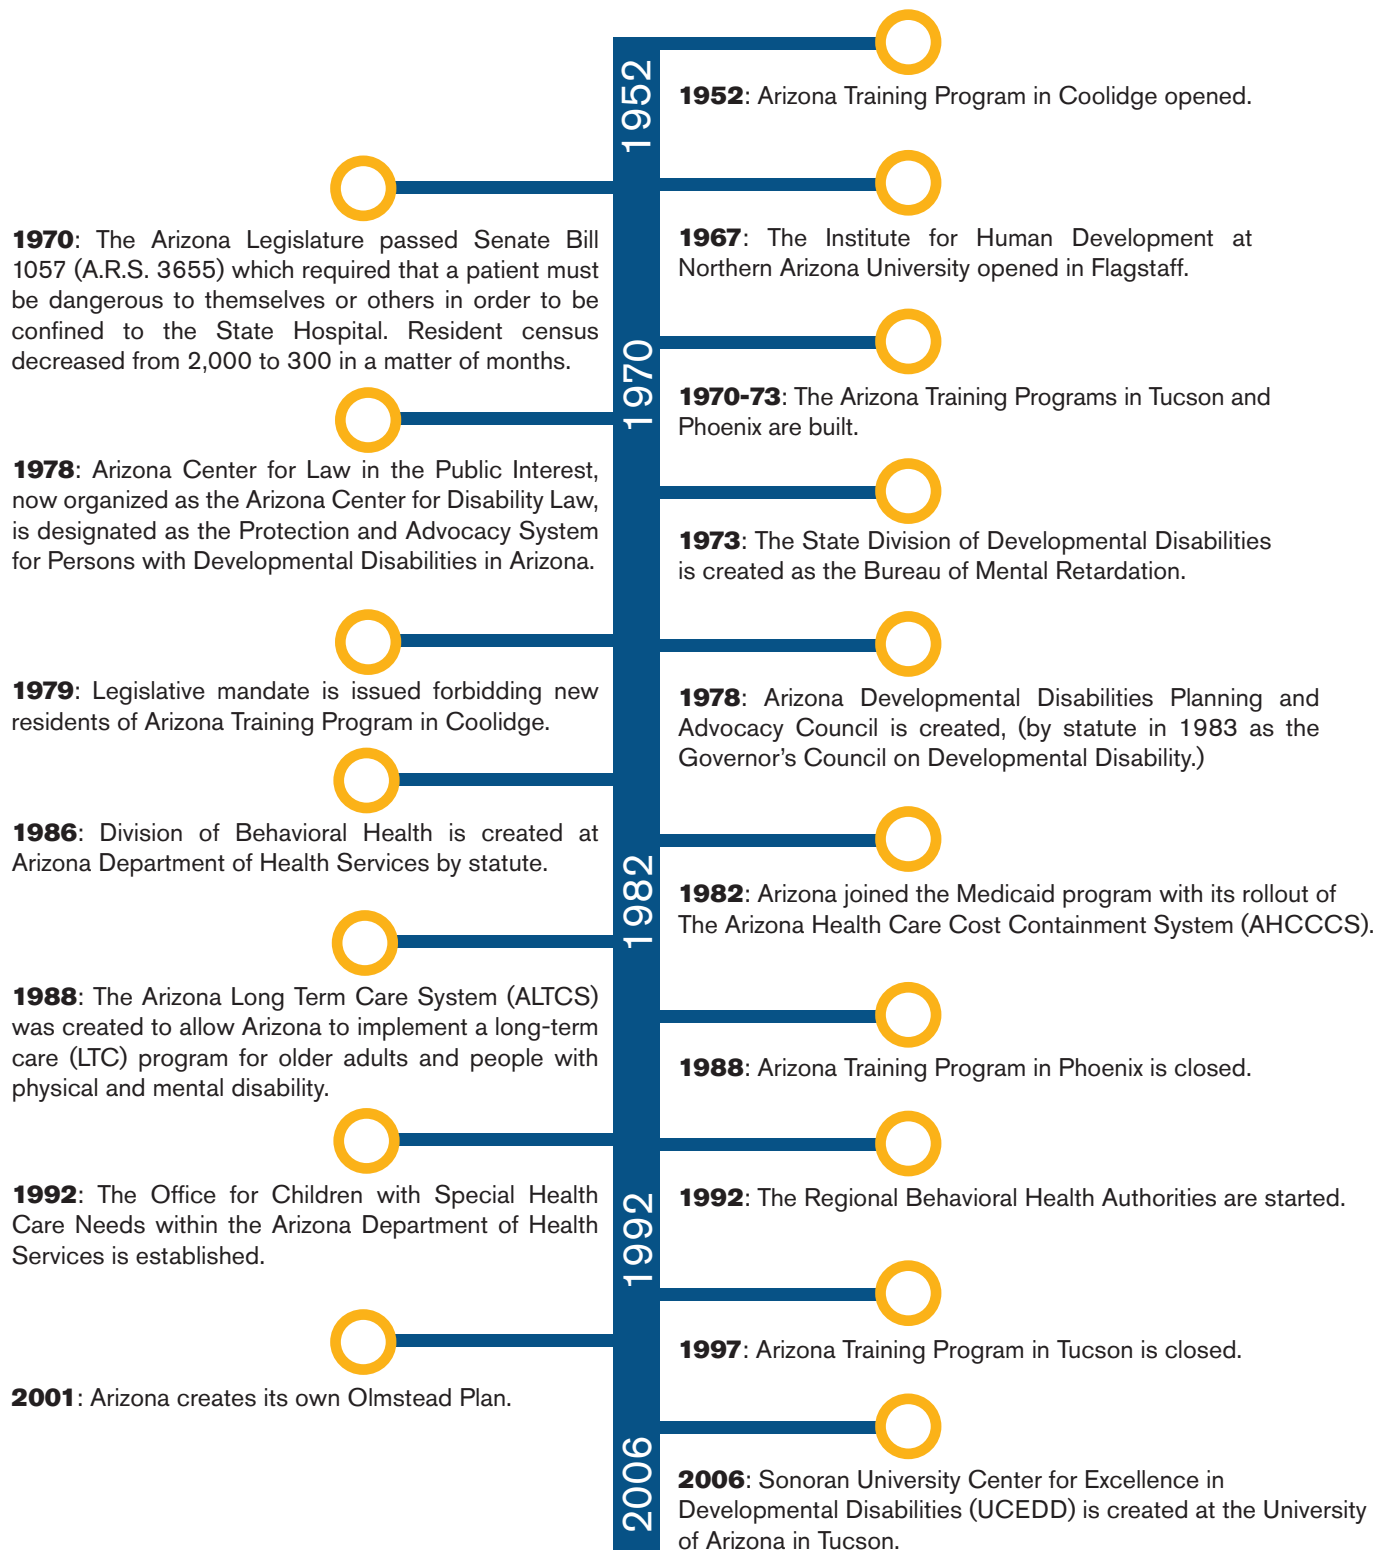 1952
1952: Arizona Training Program in Coolidge opened.
1970: The Arizona Legislature passed Senate Bill
1057 (A.R.S. 3655) which required that a patient must
be dangerous to themselves or others in order to be
confined to the State Hospital. Resident census
decreased from 2,000 to 300 in a matter of months.
1967: The Institute for Human Development at
Northern Arizona University opened in Flagstaff.
1970
1970-73: The Arizona Training Programs in Tucson and
Phoenix are built.
1978: Arizona Center for Law in the Public Interest,
now organized as the Arizona Center for Disability Law,
is designated as the Protection and Advocacy System
for Persons with Developmental Disabilities in Arizona.
1973: The State Division of Developmental Disabilities
is created as the Bureau of Mental Retardation.
1979: Legislative mandate is issued forbidding new
residents of Arizona Training Program in Coolidge.
1978: Arizona Developmental Disabilities Planning and
Advocacy Council is created, (by statute in 1983 as the
Governor's Council on Developmental Disability.)
1986: Division of Behavioral Health is created at
Arizona Department of Health Services by statute.
1982
1982: Arizona joined the Medicaid program with its rollout of
The Arizona Health Care Cost Containment System (AHCCCS).
1988: The Arizona Long Term Care System (ALTCS)
was created to allow Arizona to implement a long-term
care (LTC) program for older adults and people with
physical and mental disability.
1988: Arizona Training Program in Phoenix is closed.
1992: The Office for Children with Special Health
Care Needs within the Arizona Department of Health
Services is established.
1992
1992: The Regional Behavioral Health Authorities are started.
1997: Arizona Training Program in Tucson is closed.
2001: Arizona creates its own Olmstead Plan.
2006
2006: Sonoran University Center for Excellence in
Developmental Disabilities (UCEDD) is created at the University
of Arizona in Tucson.